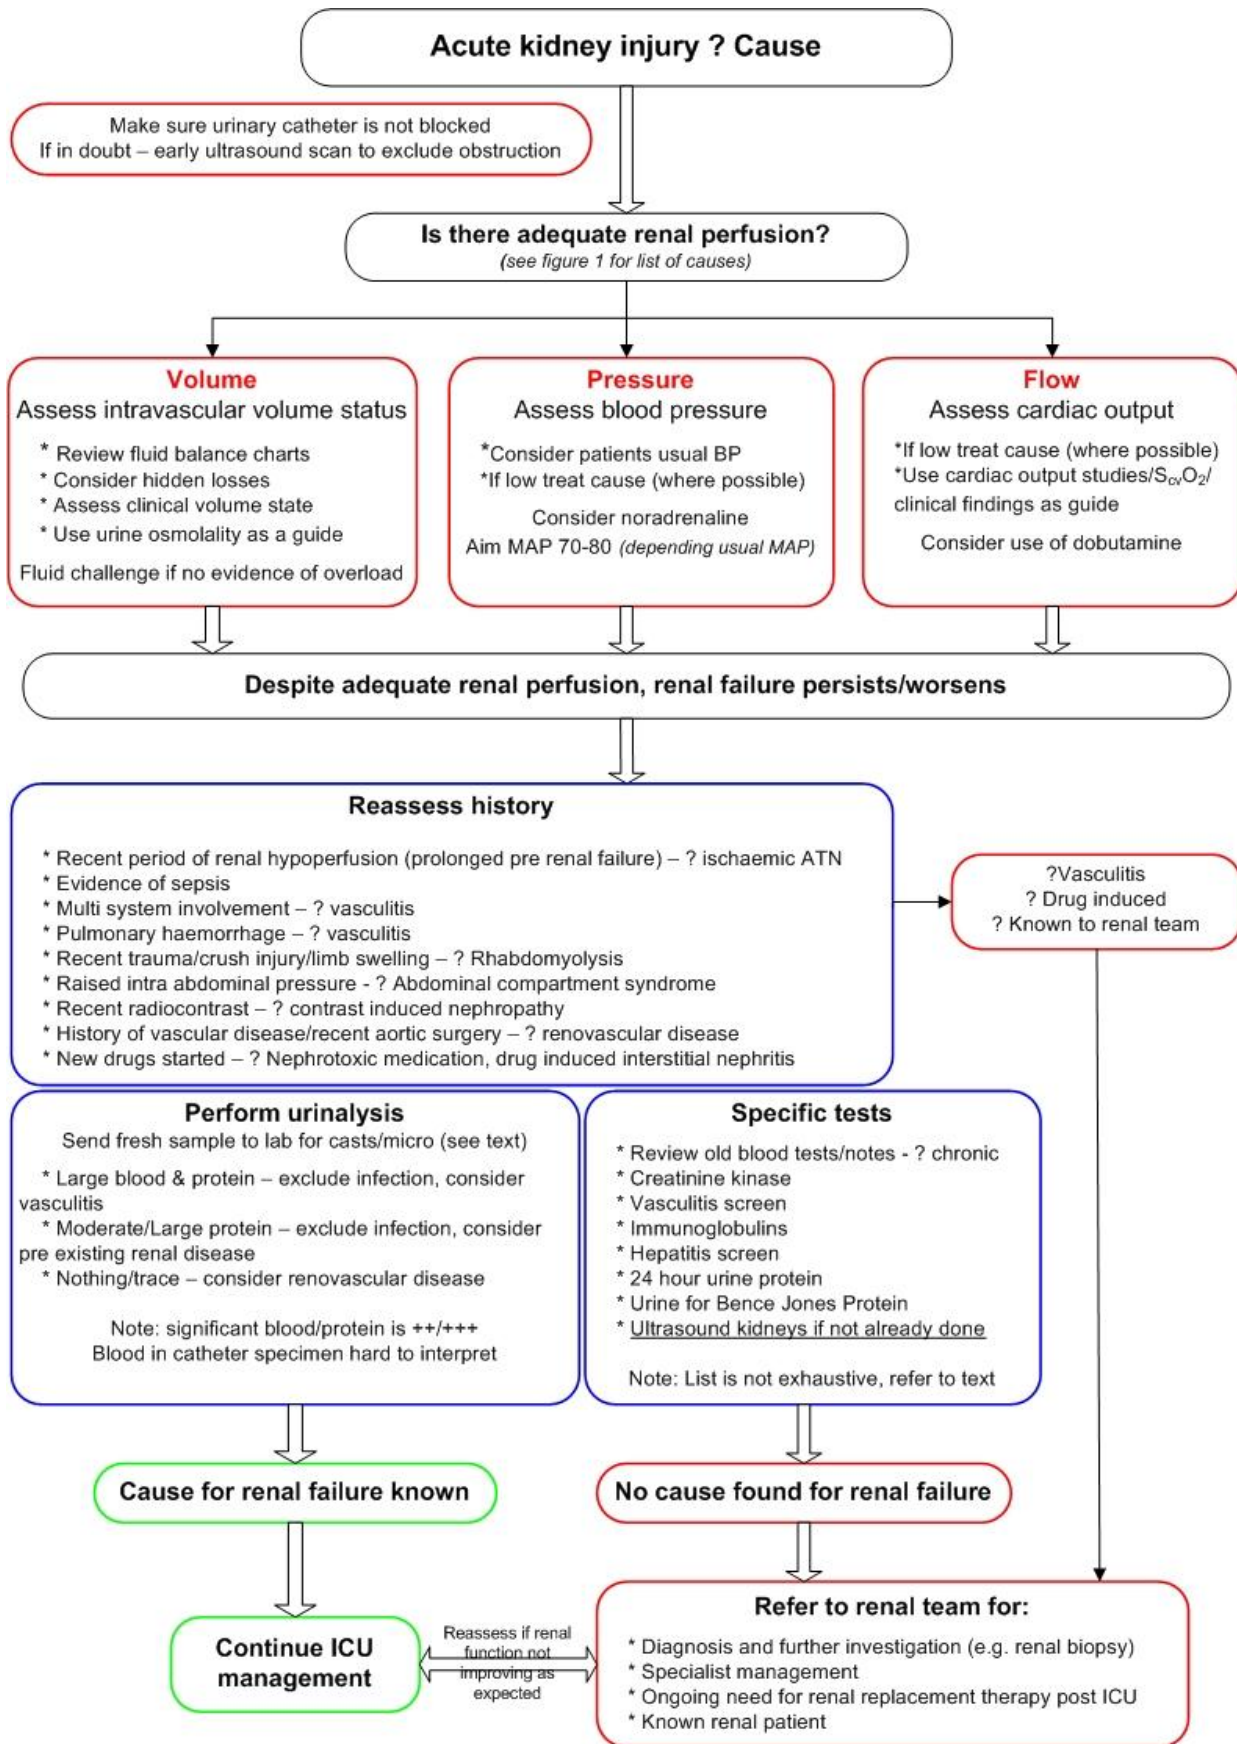 Acute kidney injury ? Cause
Make sure urinary catheter is not blocked
If in doubt – early ultrasound scan to exclude obstruction
Is there adequate renal perfusion?
(see figure 1 for list of causes)
Volume
Assess intravascular volume status
* Review fluid balance charts
* Consider hidden losses
* Assess clinical volume state
* Use urine osmolality as a guide
Fluid challenge if no evidence of overload
Pressure
Assess blood pressure
*Consider patients usual BP
*If low treat cause (where possible)
Consider noradrenaline
Aim MAP 70-80 (depending usual MAP)
Flow
Assess cardiac output
*If low treat cause (where possible)
*Use cardiac output studies/ScvO2/
clinical findings as guide
Consider use of dobutamine
Despite adequate renal perfusion, renal failure persists/worsens
Reassess history
* Recent period of renal hypoperfusion (prolonged pre renal failure) – ? ischaemic ATN
* Evidence of sepsis
* Multi system involvement – ? vasculitis
* Pulmonary haemorrhage – ? vasculitis
* Recent trauma/crush injury/limb swelling – ? Rhabdomyolysis
* Raised intra abdominal pressure - ? Abdominal compartment syndrome
* Recent radiocontrast – ? contrast induced nephropathy
* History of vascular disease/recent aortic surgery – ? renovascular disease
* New drugs started – ? Nephrotoxic medication, drug induced interstitial nephritis
?Vasculitis
? Drug induced
? Known to renal team
Perform urinalysis
Send fresh sample to lab for casts/micro (see text)
* Large blood & protein – exclude infection, consider
vasculitis
* Moderate/Large protein – exclude infection, consider
pre existing renal disease
* Nothing/trace – consider renovascular disease
Note: significant blood/protein is ++/+++
Blood in catheter specimen hard to interpret
Specific tests
* Review old blood tests/notes - ? chronic
* Creatinine kinase
* Vasculitis screen
* Immunoglobulins
* Hepatitis screen
* 24 hour urine protein
* Urine for Bence Jones Protein
* Ultrasound kidneys if not already done
Note: List is not exhaustive, refer to text
Cause for renal failure known
No cause found for renal failure
Continue ICU
management
Reassess if renal
function not
improving as
expected
Refer to renal team for:
* Diagnosis and further investigation (e.g. renal biopsy)
* Specialist management
* Ongoing need for renal replacement therapy post ICU
* Known renal patient